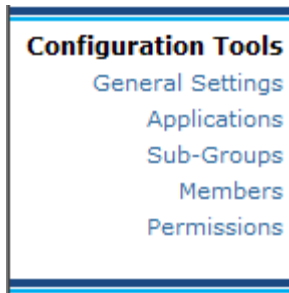 Configuration Tools
General Settings
Applications
Sub-Groups
Members
Permissions